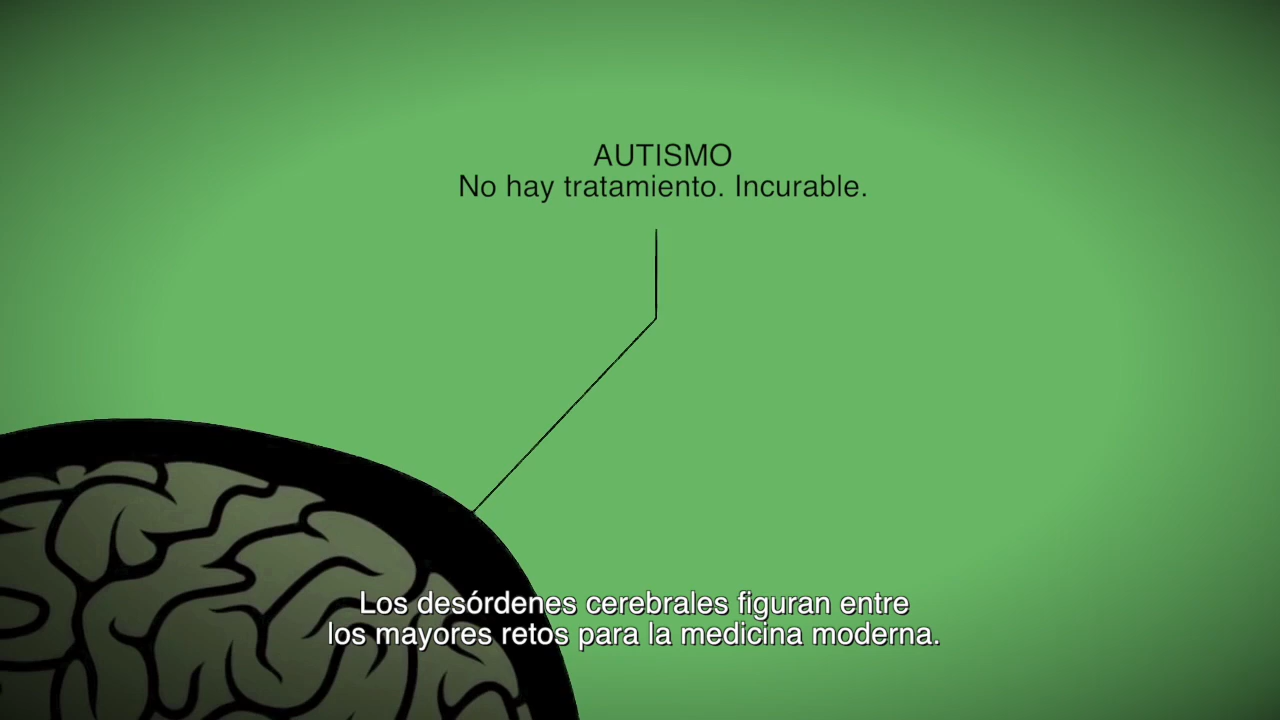 AUTISMO
No hay tratamiento. Incurable.
Los desórdenes cerebrales figuran entre
los mayores retos para la medicina moderna.